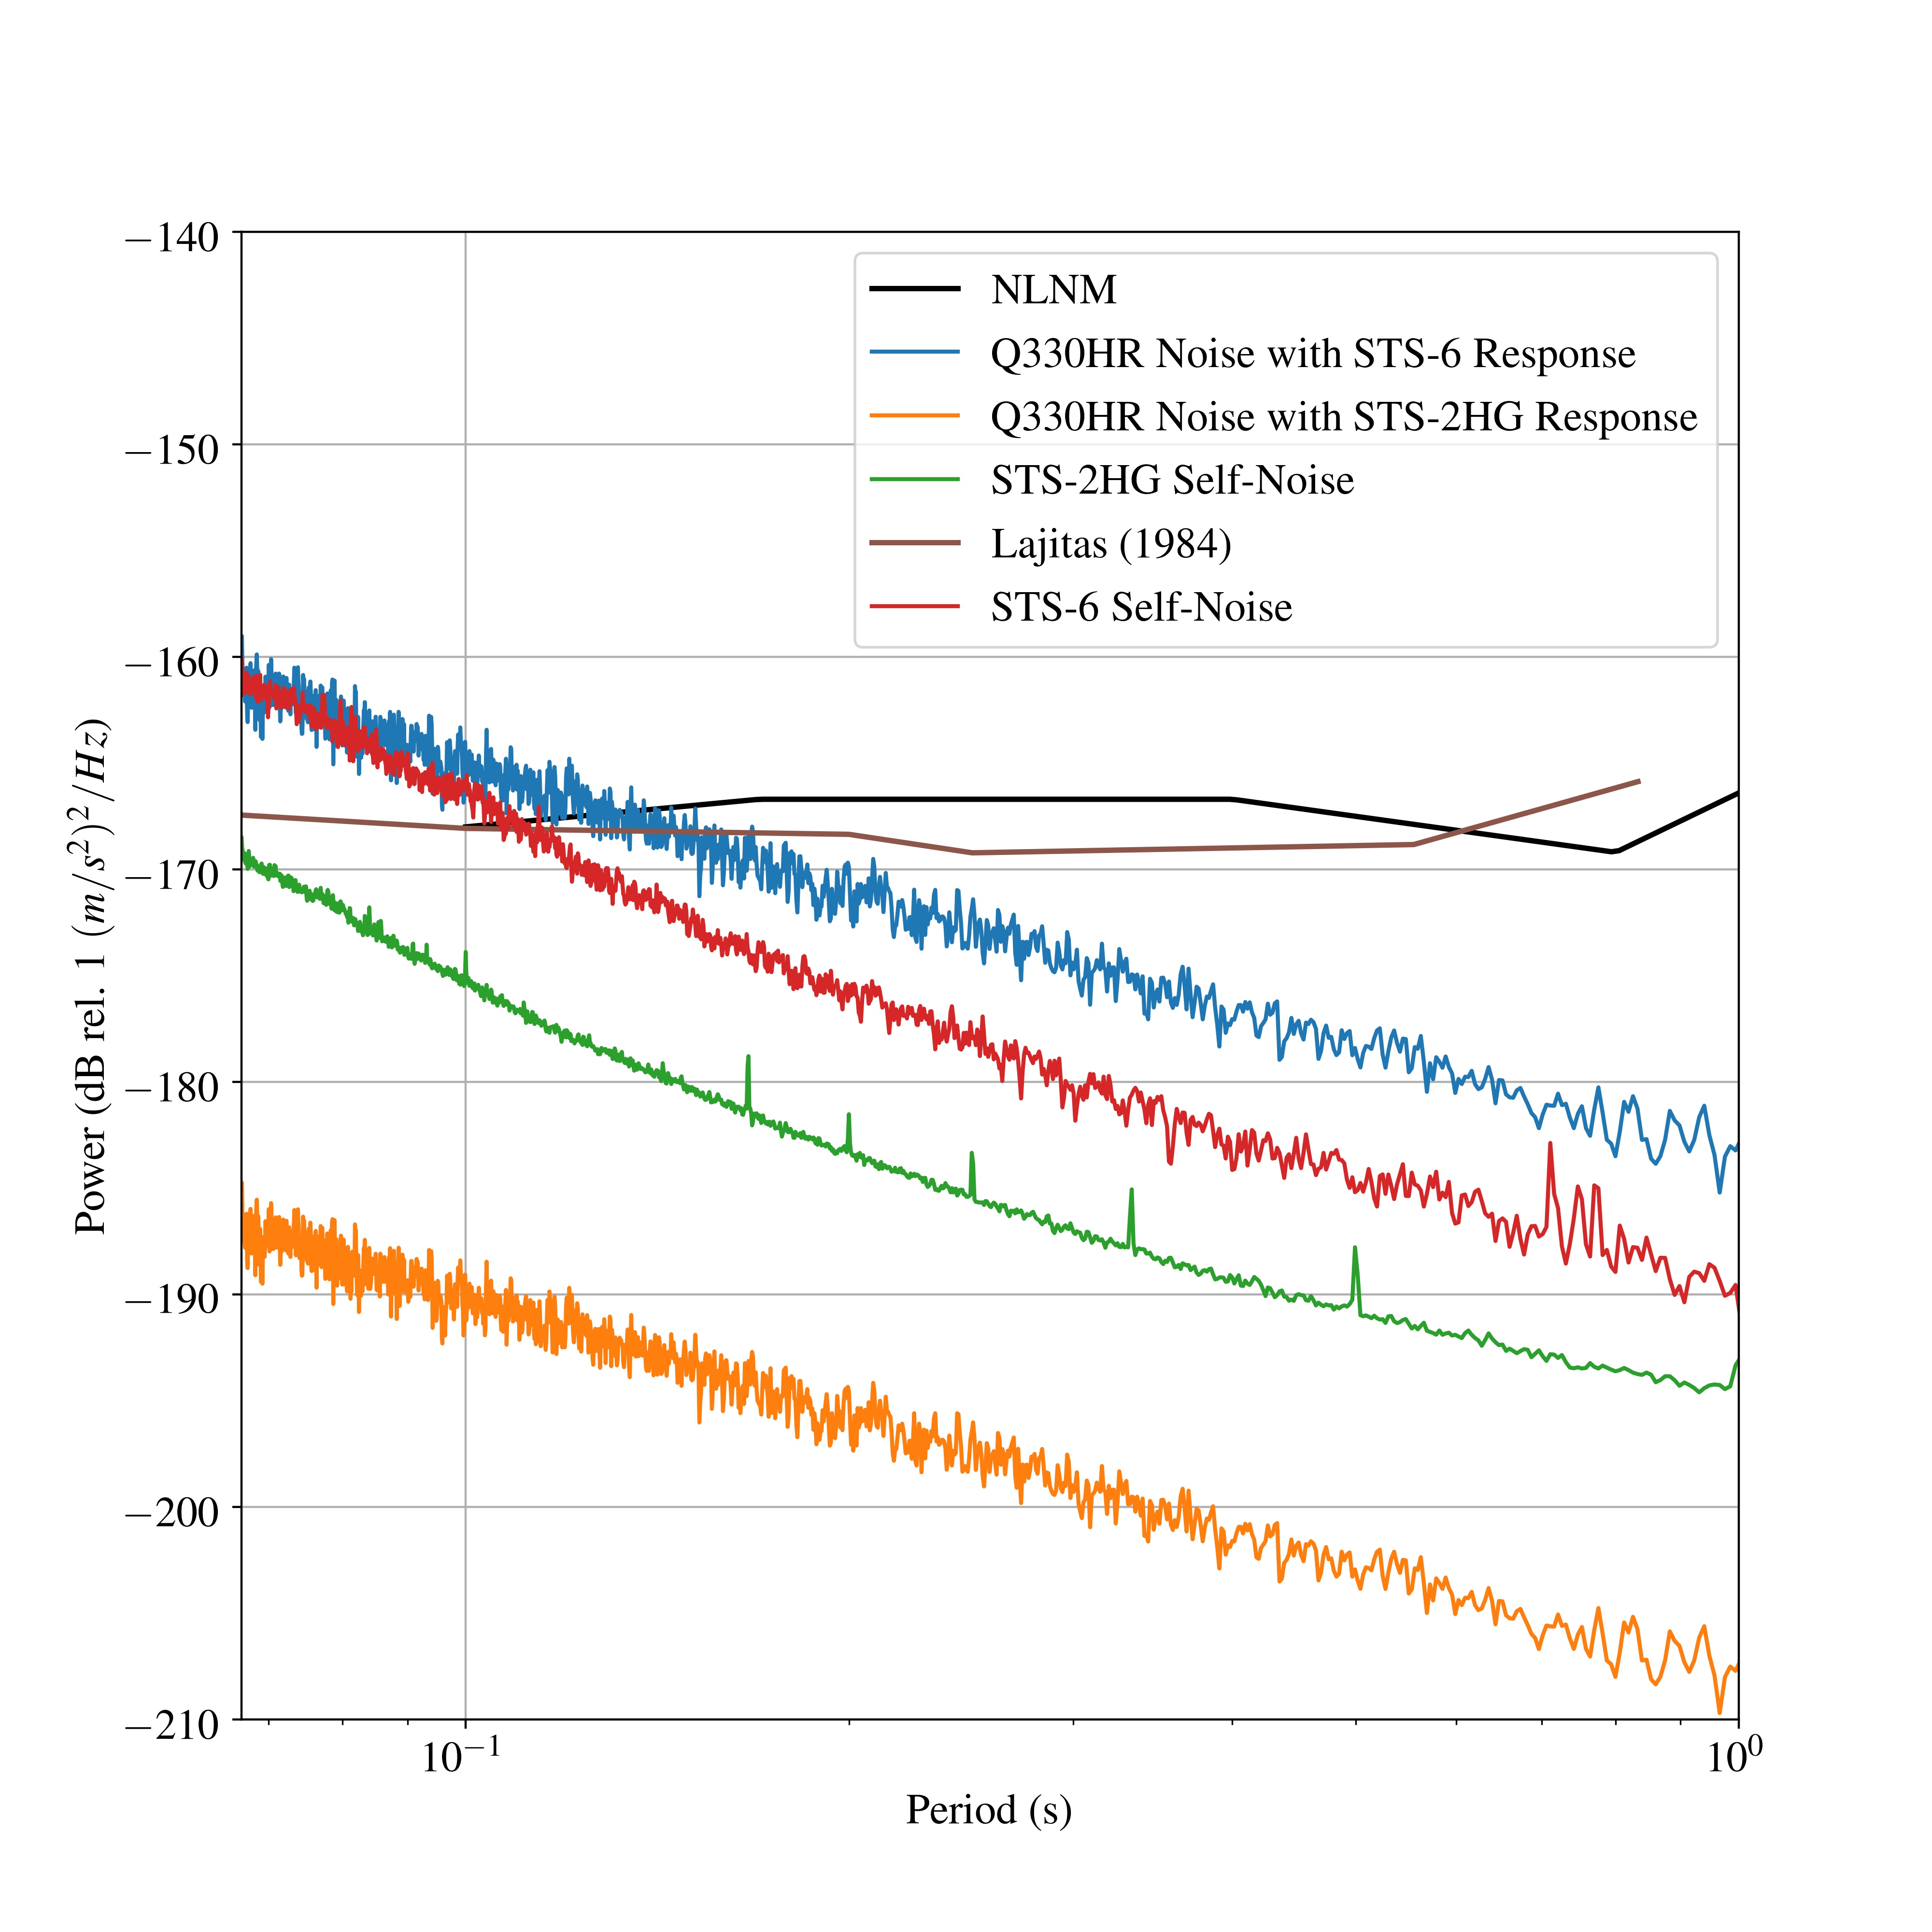 −140
−150
−160
−170
−180
−190
−200
−210
Power (dB rel. 1 (m/s²)²/Hz)
NLNM
Q330HR Noise with STS-6 Response
Q330HR Noise with STS-2HG Response
STS-2HG Self-Noise
Lajitas (1984)
STS-6 Self-Noise
10⁻¹
10⁰
Period (s)